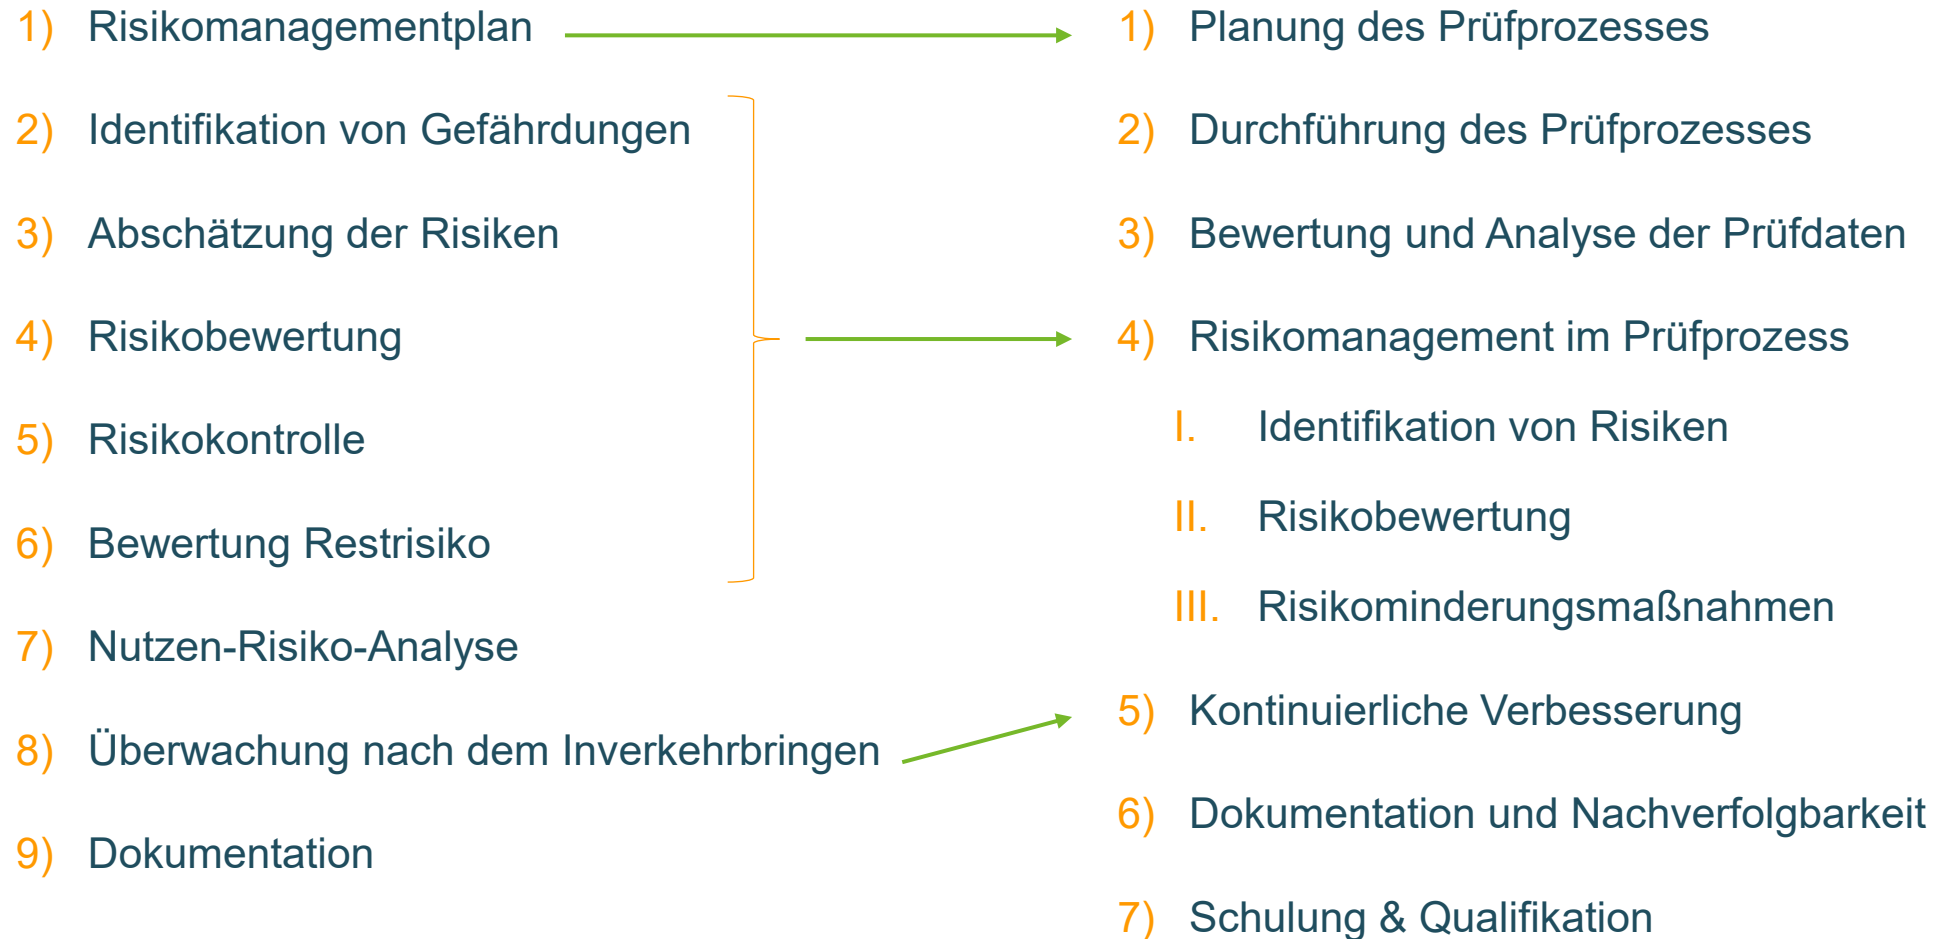 1) Risikomanagementplan
2) Identifikation von Gefährdungen
3) Abschätzung der Risiken
4) Risikobewertung
5) Risikokontrolle
6) Bewertung Restrisiko
7) Nutzen-Risiko-Analyse
8) Überwachung nach dem Inverkehrbringen
9) Dokumentation
1) Planung des Prüfprozesses
2) Durchführung des Prüfprozesses
3) Bewertung und Analyse der Prüfdaten
4) Risikomanagement im Prüfprozess
I. Identifikation von Risiken
II. Risikobewertung
III. Risikominderungsmaßnahmen
5) Kontinuierliche Verbesserung
6) Dokumentation und Nachverfolgbarkeit
7) Schulung & Qualifikation